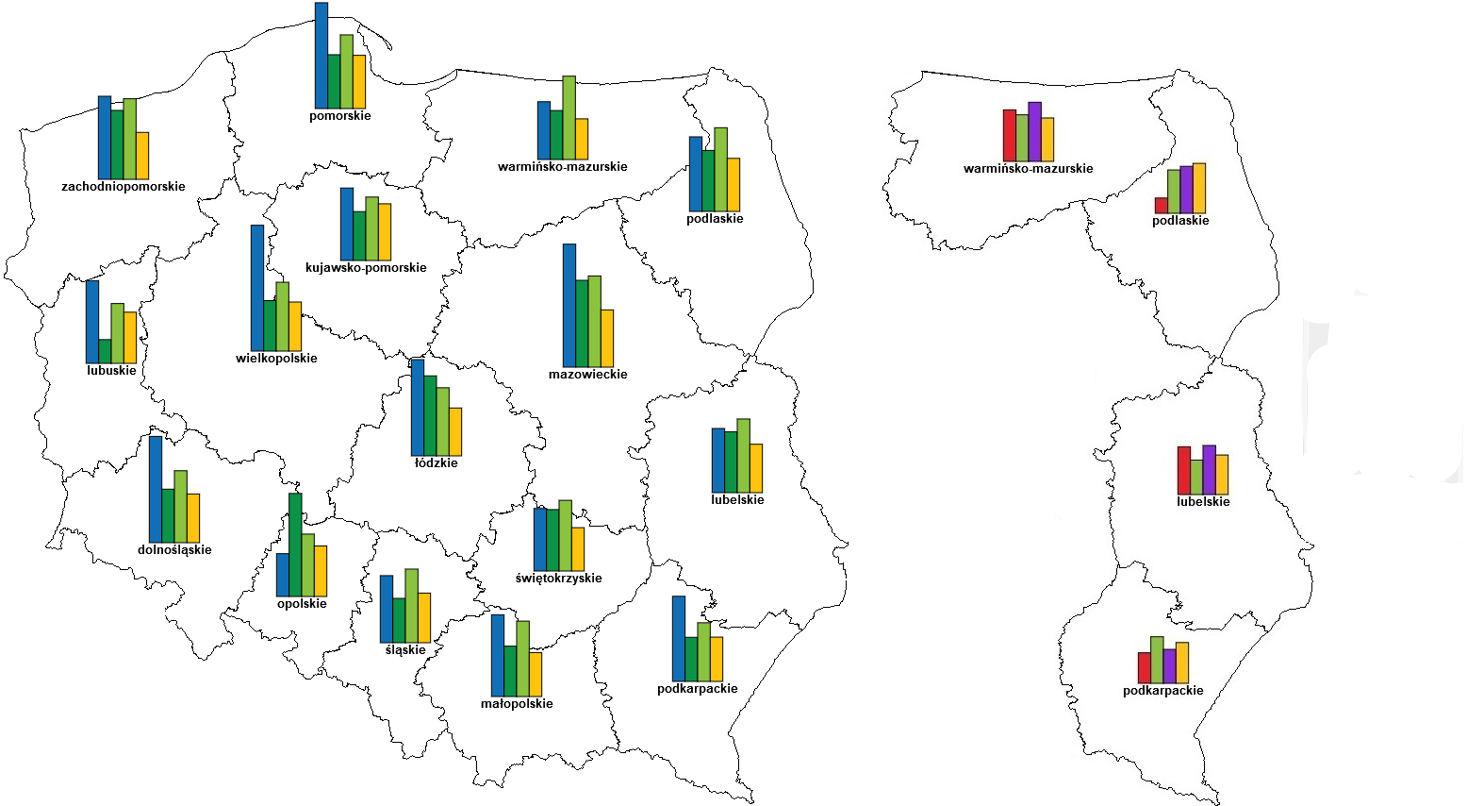 pomorskie
warmińsko-mazurskie
zachodniopomorskie
podlaskie
kujawsko-pomorskie
wielkopolskie
lubuskie
mazowieckie
łódzkie
lubelskie
dolnośląskie
świętokrzyskie
opolskie
śląskie
podkarpackie
małopolskie
warmińsko-mazurskie
podlaskie
lubelskie
podkarpackie